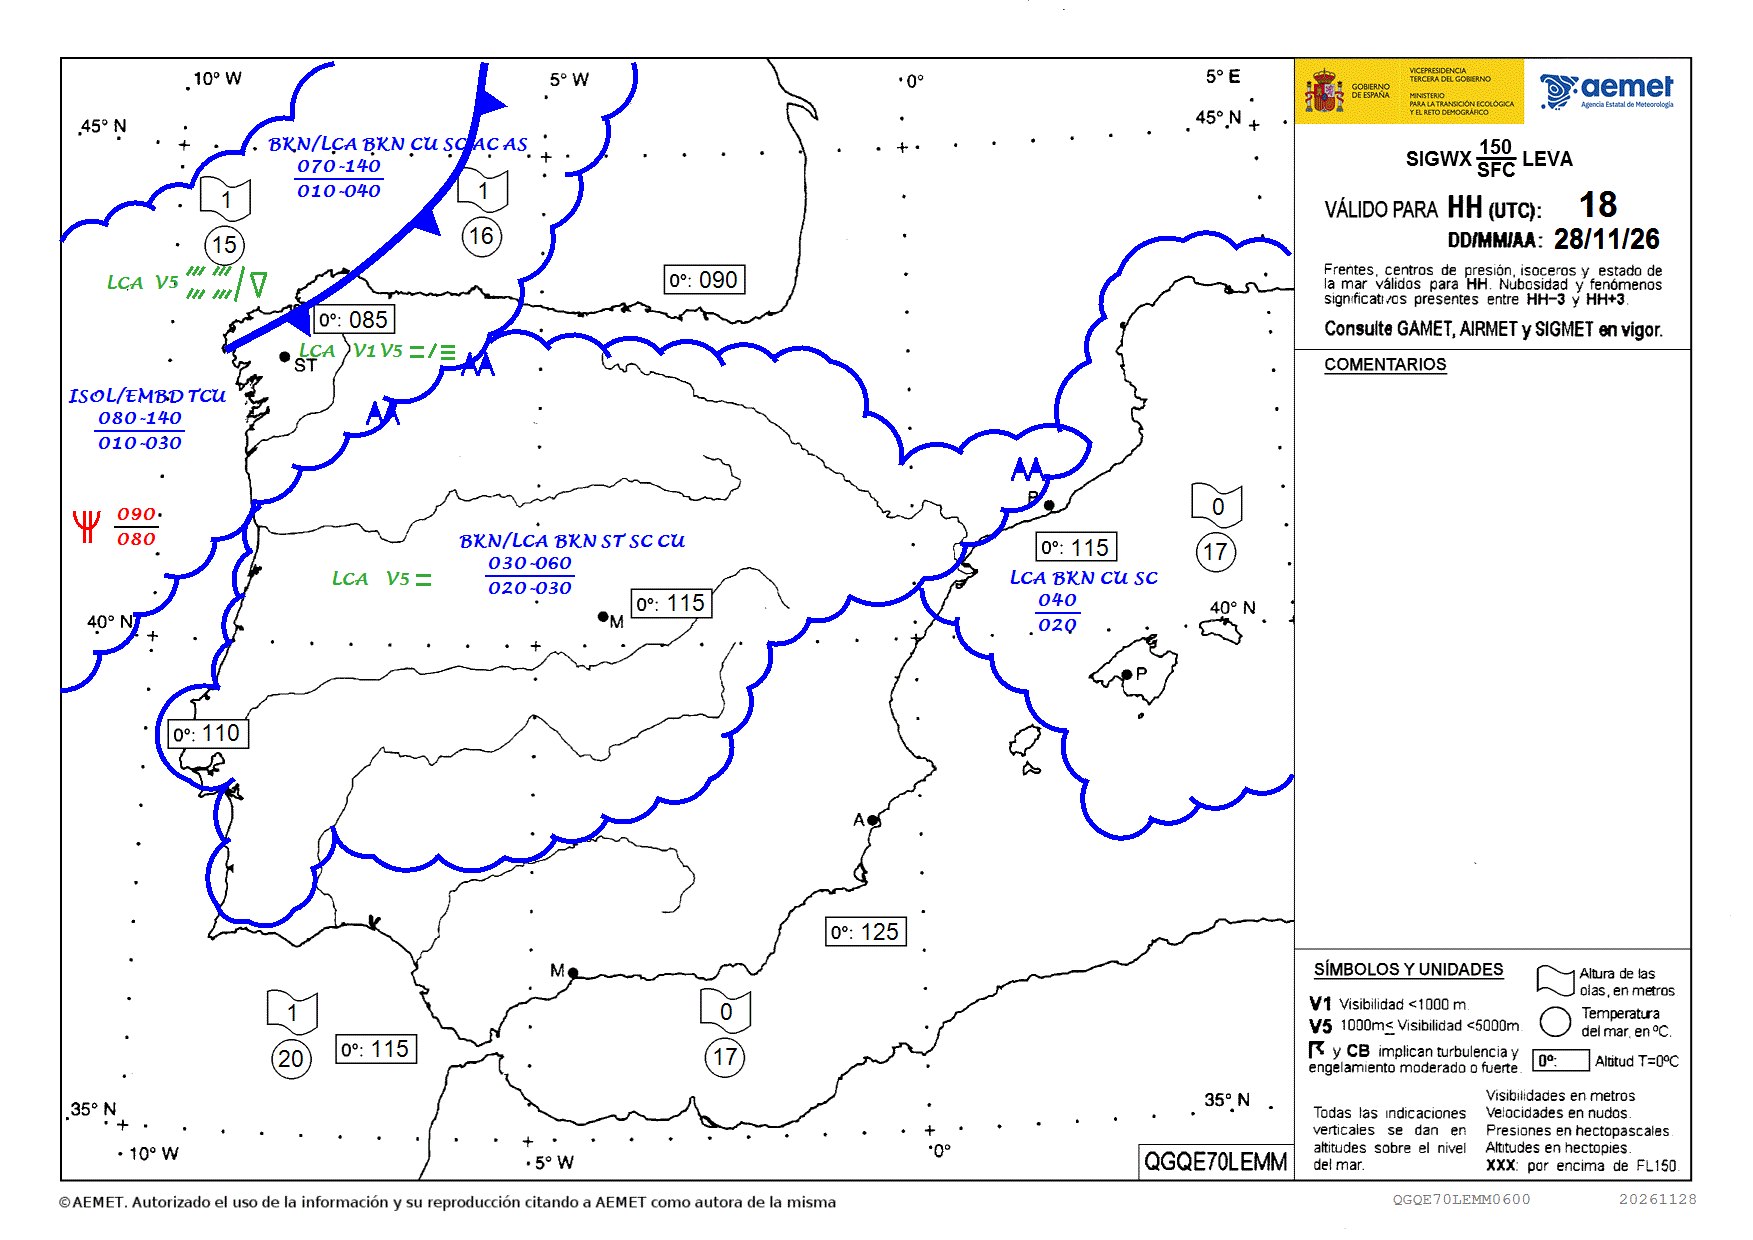 10° W
5° W
0°
5° E
45° N
45° N
BKN/LCA BKN CU SC AC AS
070-140
010-040
1
15
1
16
LCA V5
0º: 090
0º: 085
LCA V1 V5
ST
ISOL/EMBD TCU
080-140
010-030
090
080
B
0
17
0º: 115
LCA BKN CU SC
040
020
BKN/LCA BKN ST SC CU
030-060
020-030
LCA V5
0º: 115
M
40° N
40° N
P
0º: 110
A
0º: 125
M
1
20
0º: 115
0
17
35° N
35° N
10° W
5° W
0°
QGQE70LEMM
GOBIERNO
DE ESPAÑA
VICEPRESIDENCIA
TERCERA DEL GOBIERNO
MINISTERIO
PARA LA TRANSICIÓN ECOLÓGICA
Y EL RETO DEMOGRÁFICO
aemet
Agencia Estatal de Meteorología
SIGWX 150/SFC LEVA
VÁLIDO PARA HH (UTC): 18
DD/MM/AA: 28/11/26
Frentes, centros de presión, isoceros y estado de
la mar válidos para HH. Nubosidad y fenómenos
significativos presentes entre HH-3 y HH+3.
Consulte GAMET, AIRMET y SIGMET en vigor.
COMENTARIOS
SÍMBOLOS Y UNIDADES
V1 Visibilidad <1000 m.
V5 1000m≤ Visibilidad <5000m.
y CB implican turbulencia y
engelamiento moderado o fuerte.
Altura de las
olas, en metros
Temperatura
del mar, en ºC.
0º: Altitud T=0ºC
Todas las indicaciones
verticales se dan en
altitudes sobre el nivel
del mar.
Visibilidades en metros
Velocidades en nudos.
Presiones en hectopascales.
Altitudes en hectopies.
XXX: por encima de FL150.
©AEMET. Autorizado el uso de la información y su reproducción citando a AEMET como autora de la misma
QGQE70LEMM0600 20261128